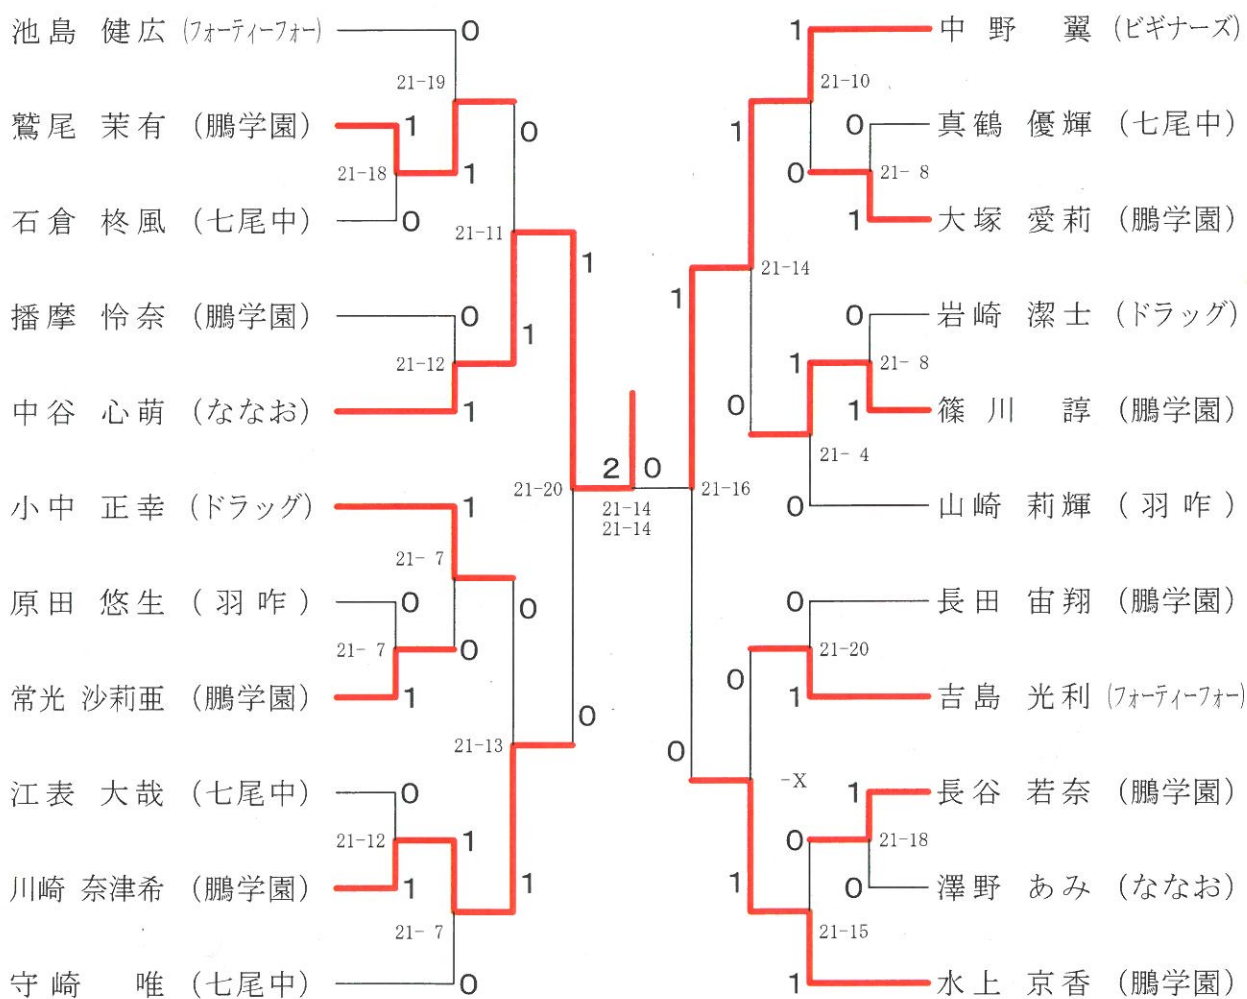 池島 健広 (フォーティーフォー)
0
21-19
鷲尾 茉有 (鵬学園)
1
0
21-18
1
石倉 柊風 (七尾中)
0
21-11
1
播摩 怜奈 (鵬学園)
0
1
21-12
中谷 心萌 (ななお)
1
21-20
小中 正幸 (ドラッグ)
1
21- 7
原田 悠生 (羽咋)
0
0
21- 7
0
常光 沙莉亜 (鵬学園)
1
0
21-13
江表 大哉 (七尾中)
0
21-12
1
川崎 奈津希 (鵬学園)
1
1
21- 7
守崎 唯 (七尾中)
0
2 0
21-14
21-14
1
中野 翼 (ビギナーズ)
21-10
1
0
真鶴 優輝 (七尾中)
0
21- 8
1
大塚 愛莉 (鵬学園)
21-14
1
0
岩崎 潔士 (ドラッグ)
1
21- 8
0
1
篠川 諄 (鵬学園)
21- 4
21-16
0
山崎 莉輝 (羽咋)
0
長田 宙翔 (鵬学園)
21-20
0
1
吉島 光利 (フォーティーフォー)
0
-X
1
長谷 若奈 (鵬学園)
0
21-18
1
0
澤野 あみ (ななお)
21-15
1
水上 京香 (鵬学園)